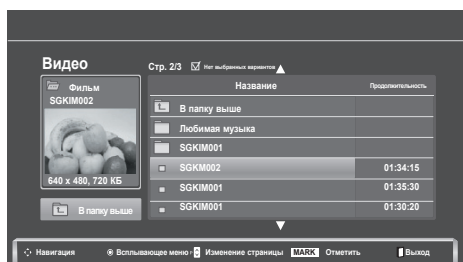 Видео
Стр. 2/3 Нет выбранных вариантов
Фильм
SGKIM002
640 x 480, 720 КБ
В папку выше
Название Продолжительность
В папку выше
Любимая музыка
SGKIM001
SGKIM002 01:34:15
SGKIM001 01:35:30
SGKIM001 01:30:20
Навигация Всплывающее меню Изменение страницы MARK Отметить Выход